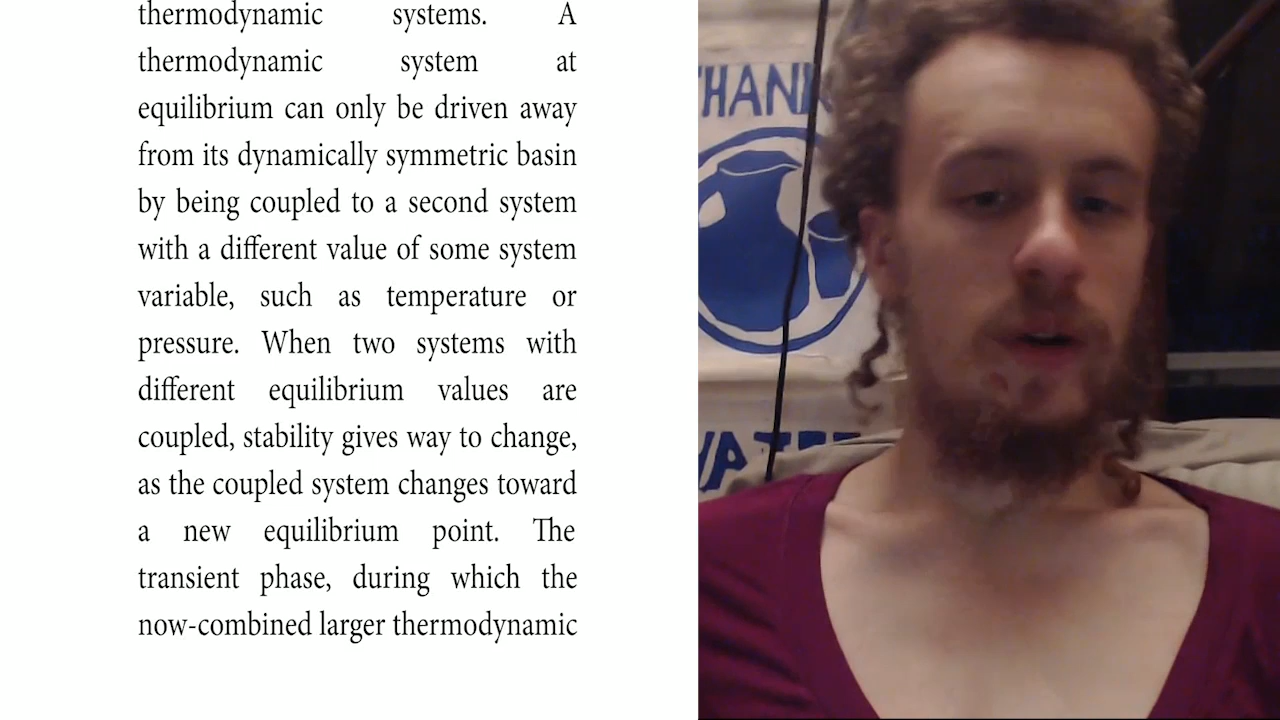 thermodynamic systems. A
thermodynamic system at
equilibrium can only be driven away
from its dynamically symmetric basin
by being coupled to a second system
with a different value of some system
variable, such as temperature or
pressure. When two systems with
different equilibrium values are
coupled, stability gives way to change,
as the coupled system changes toward
a new equilibrium point. The
transient phase, during which the
now-combined larger thermodynamic
THANK
WATER